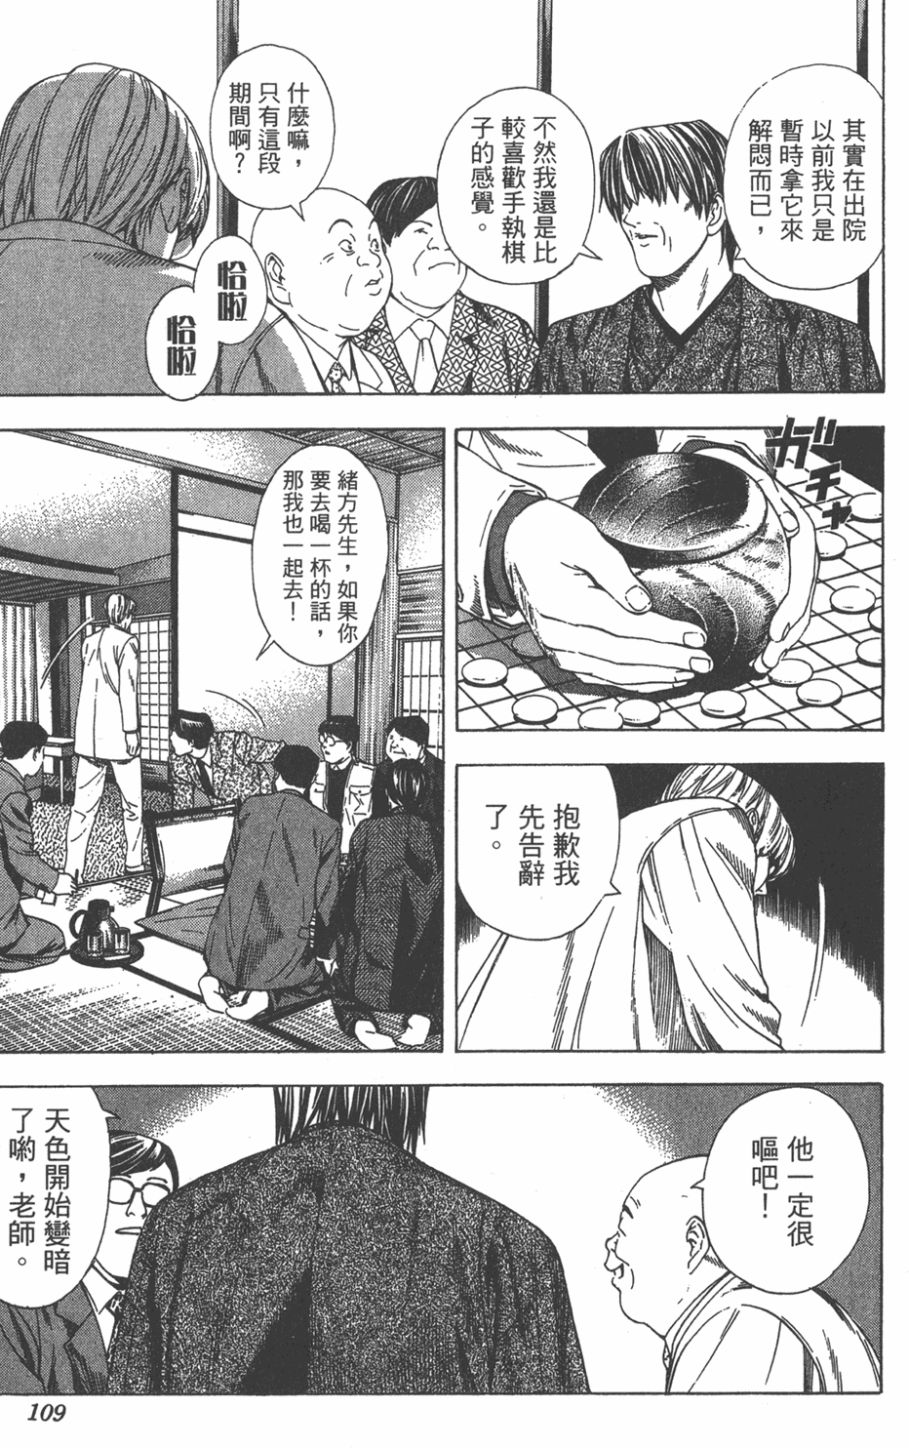 其實在出院
以前我只是
暫時拿它來
解悶而已，
不然我還是比
較喜歡手執棋
子的感覺。
什麼嘛，
只有這段
期間啊？
恰啦
恰啦
ガチャ
抱歉我
先告辭
了。
緒方先生，如果你
要去喝一杯的話，
那我也一起去！
他一定很
嘔吧！
天色開始變暗
了喲，老師。
109